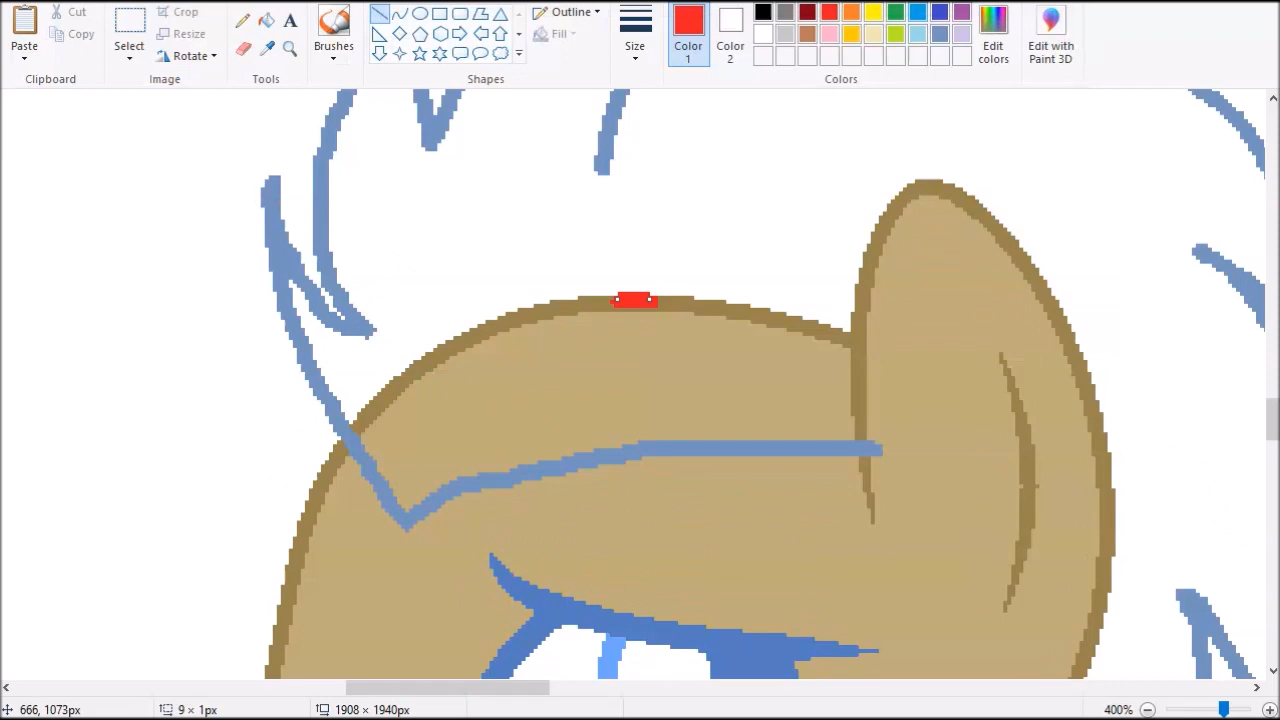 Paste
Cut
Copy
Clipboard
Select
Crop
Resize
Rotate
Image
A
Tools
Brushes
Shapes
Outline
Fill
Size
Color
1
Color
2
Colors
Edit
colors
Edit with
Paint 3D
666, 1073px
9 × 1px
1908 × 1940px
400%